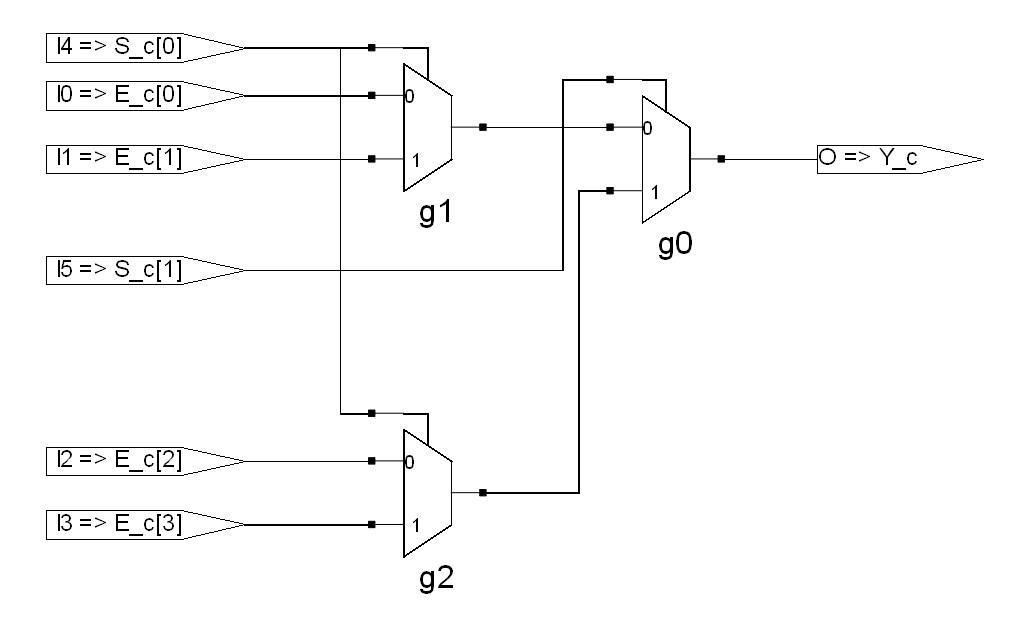 I4 => S_c[0]
I0 => E_c[0]
0
0
I1 => E_c[1]
1
O => Y_c
1
g1
g0
I5 => S_c[1]
I2 => E_c[2]
0
I3 => E_c[3]
1
g2